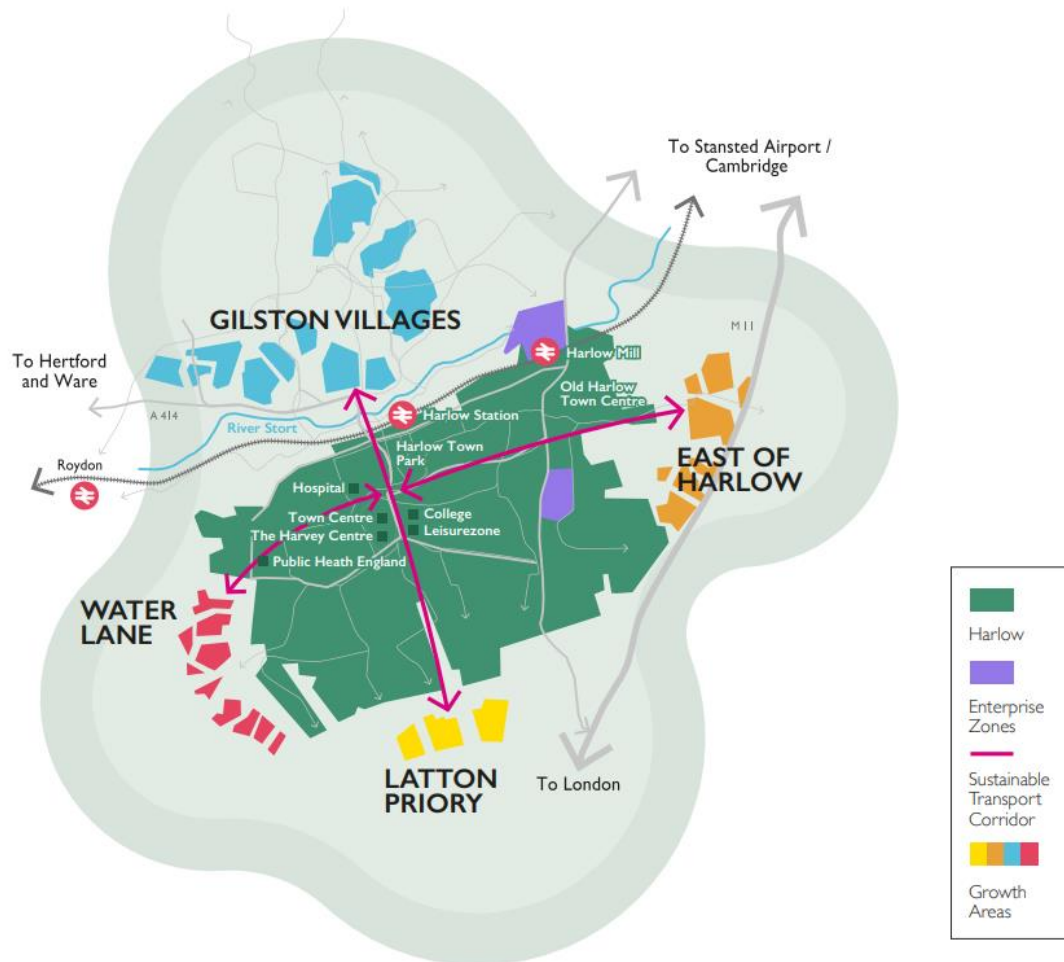 To Stansted Airport /
Cambridge
GILSTON VILLAGES
M11
To Hertford
and Ware
Harlow Mill
A414
Old Harlow
Town Centre
River Stort
Harlow Station
Harlow Town
Park
EAST OF
HARLOW
Roydon
Hospital
Town Centre
College
The Harvey Centre
Leisurezone
Public Heath England
WATER
LANE
LATTON
PRIORY
To London
Harlow
Enterprise
Zones
Sustainable
Transport
Corridor
Growth
Areas